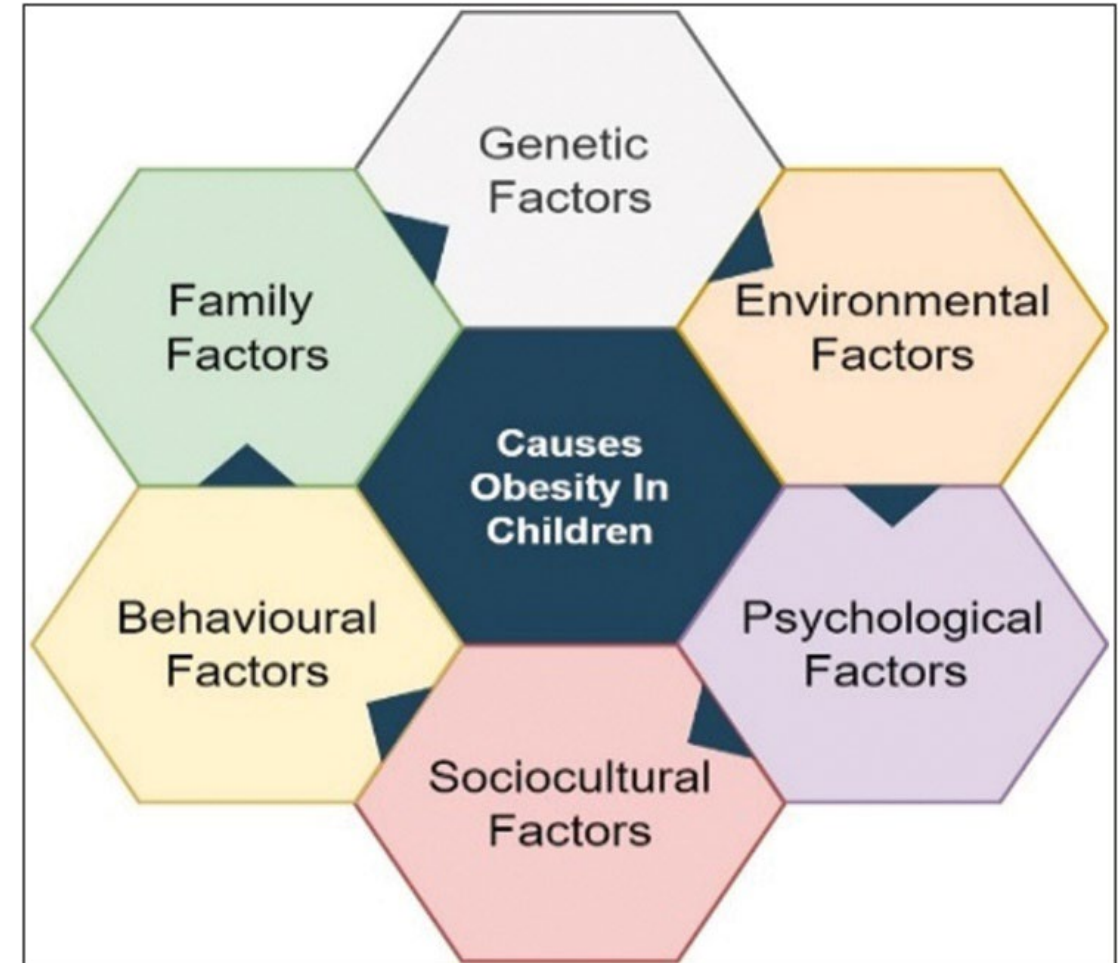 Genetic
Factors
Family
Factors
Environmental
Factors
Causes
Obesity In
Children
Behavioural
Factors
Psychological
Factors
Sociocultural
Factors